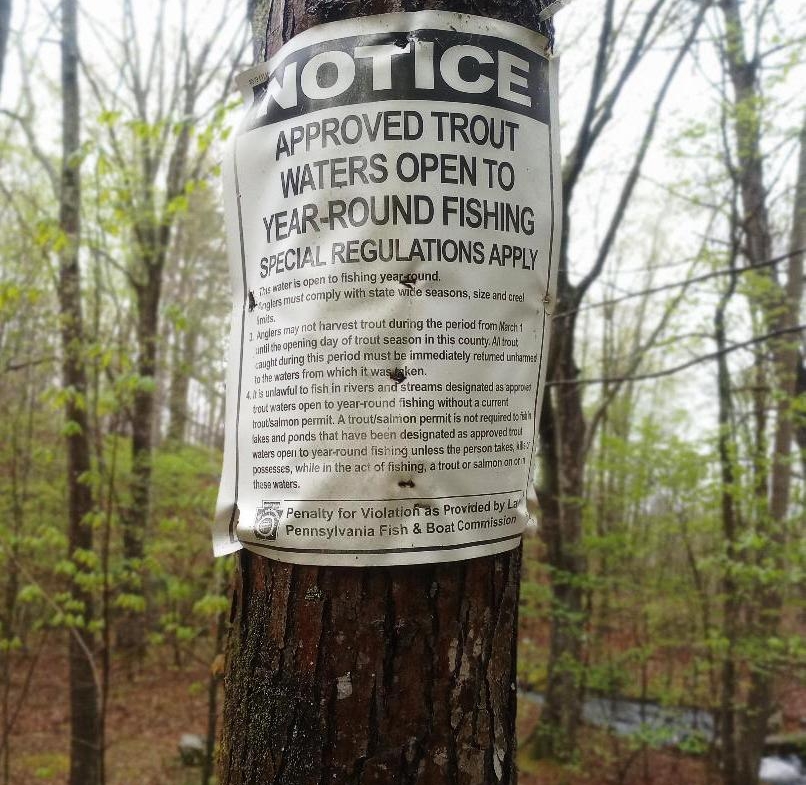 NOTICE
APPROVED TROUT
WATERS OPEN TO
YEAR-ROUND FISHING
SPECIAL REGULATIONS APPLY
This water is open to fishing year-round.
Anglers must comply with state wide seasons, size and creel
limits.
3. Anglers may not harvest trout during the period from March 1
until the opening day of trout season in this county. All trout
caught during this period must be immediately returned unharmed
to the waters from which it was taken.
4. It is unlawful to fish in rivers and streams designated as approved
trout waters open to year-round fishing without a current
trout/salmon permit. A trout/salmon permit is not required to fish in
lakes and ponds that have been designated as approved trout
waters open to year-round fishing unless the person takes, kills or
possesses, while in the act of fishing, a trout or salmon on or in
these waters.
Penalty for Violation as Provided by La
Pennsylvania Fish & Boat Commission